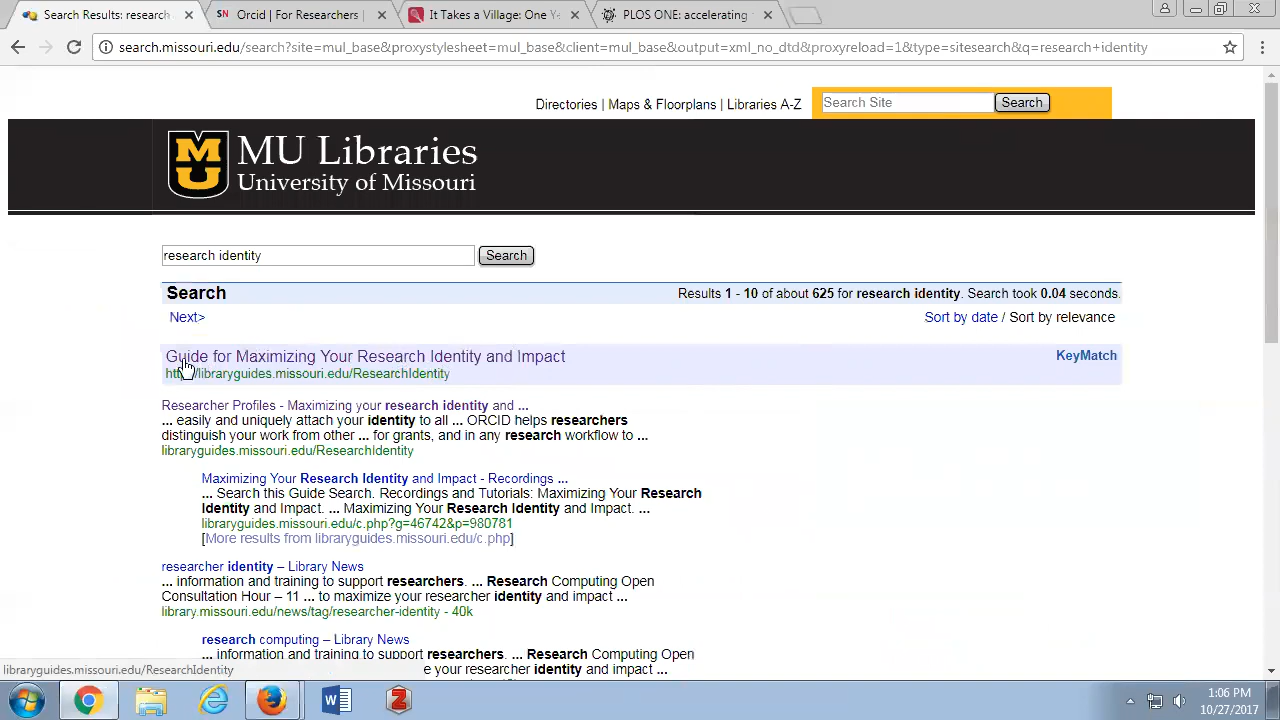 Search Results: research
Orcid | For Researchers
It Takes a Village: One Y
PLOS ONE: accelerating
search.missouri.edu/search?site=mul_base&proxystylesheet=mul_base&client=mul_base&output=xml_no_dtd&proxyreload=1&type=sitesearch&q=research+identity
Directories | Maps & Floorplans | Libraries A-Z
Search Site
Search
MU Libraries
University of Missouri
research identity
Search
Search
Results 1 - 10 of about 625 for research identity. Search took 0.04 seconds.
Next>
Sort by date / Sort by relevance
Guide for Maximizing Your Research Identity and Impact
KeyMatch
http://libraryguides.missouri.edu/ResearchIdentity
Researcher Profiles - Maximizing your research identity and ...
... easily and uniquely attach your identity to all ... ORCID helps researchers
distinguish your work from other ... for grants, and in any research workflow to ...
libraryguides.missouri.edu/ResearchIdentity
Maximizing Your Research Identity and Impact - Recordings ...
... Search this Guide Search. Recordings and Tutorials: Maximizing Your Research
Identity and Impact. ... Maximizing Your Research Identity and Impact. ...
libraryguides.missouri.edu/c.php?g=46742&p=980781
[More results from libraryguides.missouri.edu/c.php]
researcher identity – Library News
... information and training to support researchers. ... Research Computing Open
Consultation Hour – 11 ... to maximize your researcher identity and impact ...
library.missouri.edu/news/tag/researcher-identity - 40k
research computing – Library News
... information and training to support researchers. ... Research Computing Open
e your researcher identity and impact ...
libraryguides.missouri.edu/ResearchIdentity
1:06 PM
10/27/2017